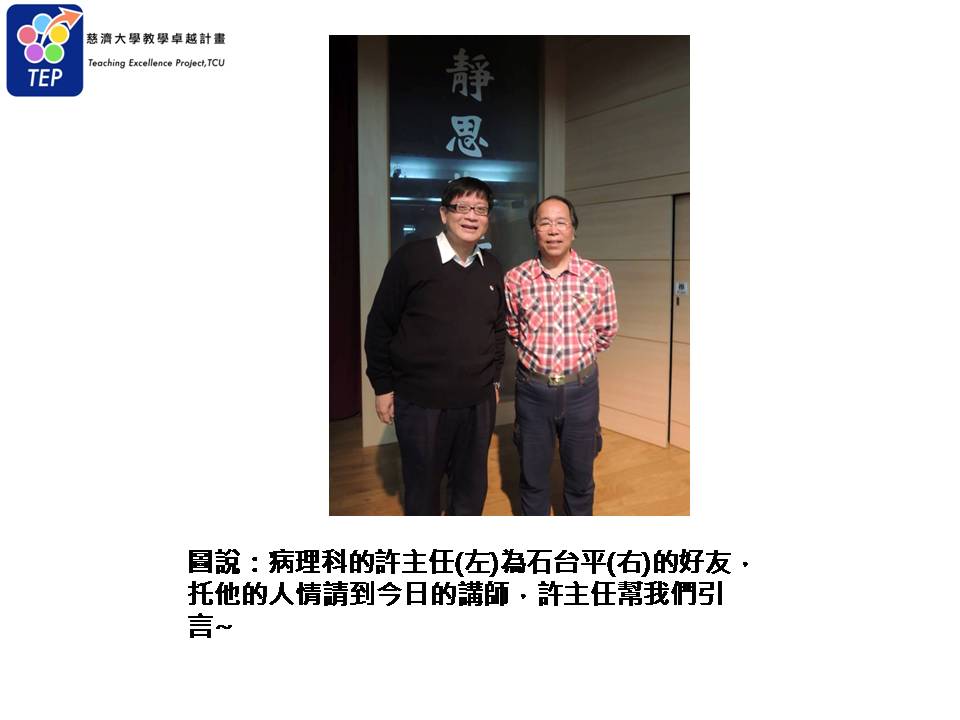 慈濟大學教學卓越計畫
Teaching Excellence Project,TCU
TEP
靜思
圖說：病理科的許主任(左)為石台平(右)的好友，
托他的人情請到今日的講師，許主任幫我們引
言~